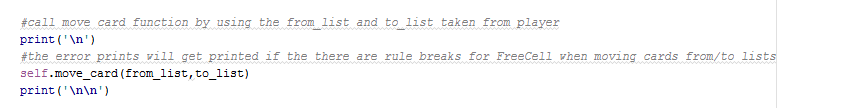 #call move card function by using the from_list and to_list taken from player
print('\n')
#the error prints will get printed if the there are rule breaks for FreeCell when moving cards from/to lists
self.move_card(from_list,to_list)
print('\n\n')